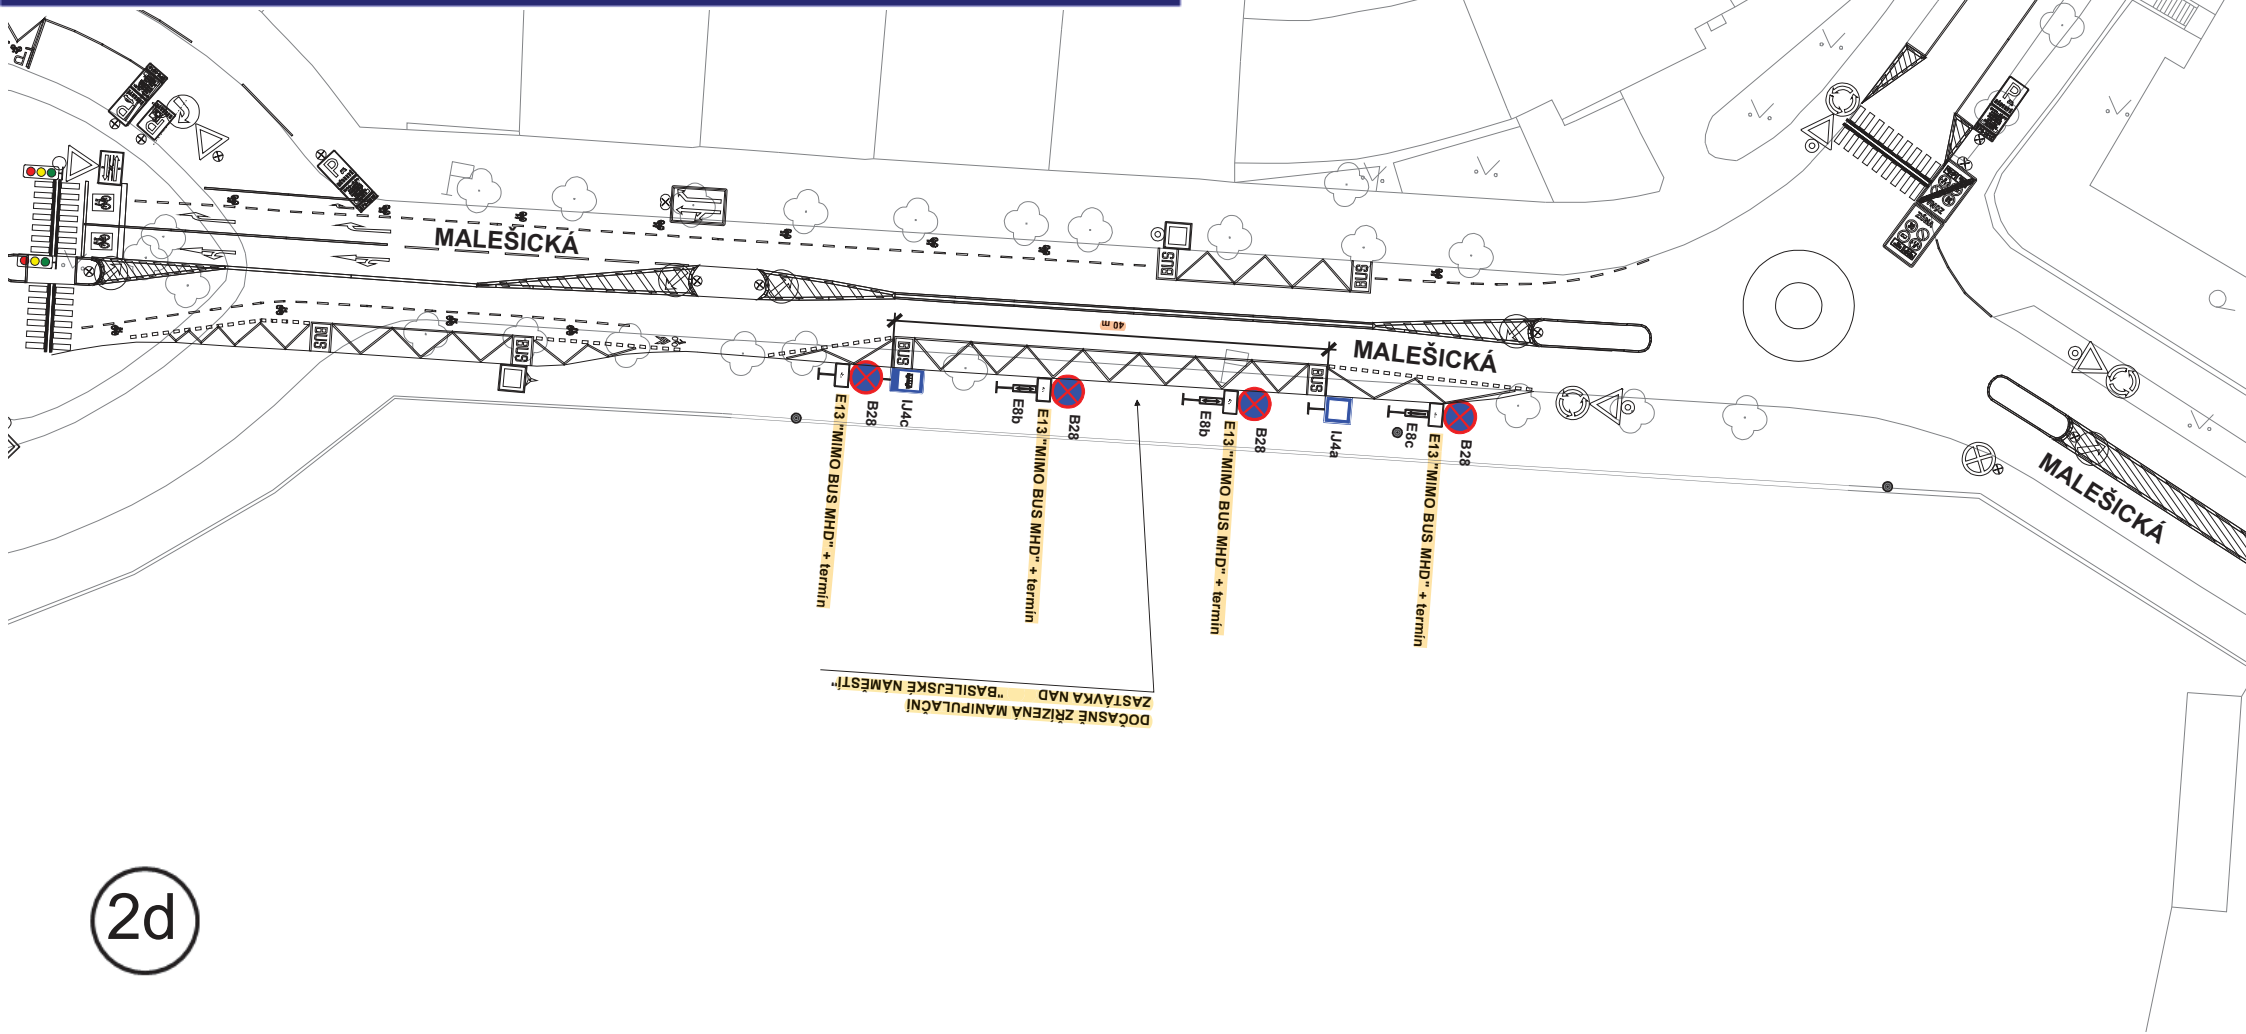 MALEŠICKÁ
BUS
BUS
40 m
BUS
BUS
BUS
BUS
MALEŠICKÁ
MALEŠICKÁ
E13 "MIMO BUS MHD" + termín
B28
IJ4c
E8b
E13 "MIMO BUS MHD" + termín
B28
E8b
E13 "MIMO BUS MHD" + termín
B28
IJ4a
E8c
E13 "MIMO BUS MHD" + termín
B28
DOČASNĚ ZŘÍZENÁ MANIPULAČNÍ
ZASTÁVKA NAD "BASILEJSKÉ NÁMĚSTÍ"
2d